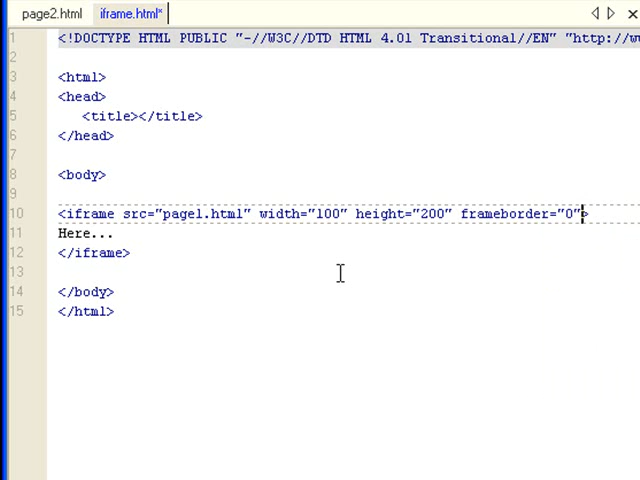 page2.html iframe.html*
1 <!DOCTYPE HTML PUBLIC "-//W3C//DTD HTML 4.01 Transitional//EN" "http://w
2
3 <html>
4 <head>
5 <title></title>
6 </head>
7
8 <body>
9
10 <iframe src="page1.html" width="100" height="200" frameborder="0">
11 Here...
12 </iframe>
13
14 </body>
15 </html>